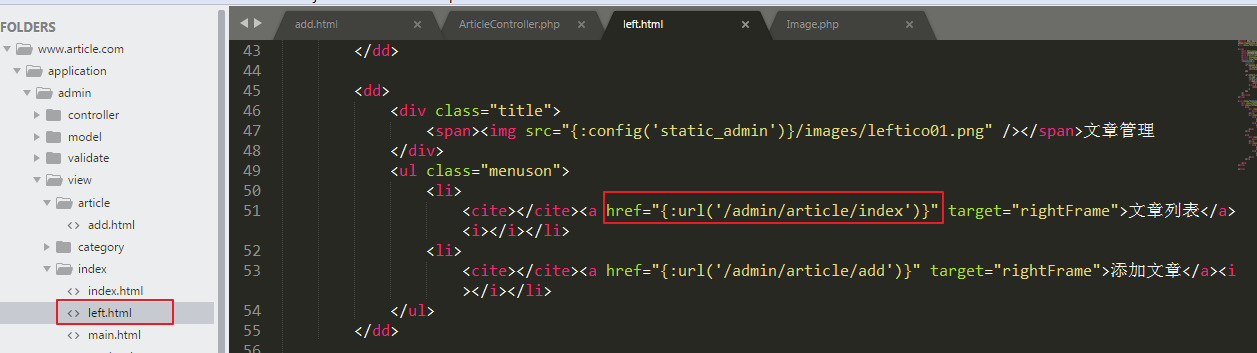 FOLDERS
www.article.com
application
admin
controller
model
validate
view
article
<> add.html
category
index
<> index.html
<> left.html
<> main.html
add.html ×
ArticleController.php ×
left.html ×
Image.php ×
43 </dd>
44
45 <dd>
46 <div class="title">
47 <span><img src="{:config('static_admin')}/images/leftico01.png" /></span>文章管理
48 </div>
49 <ul class="menuson">
50 <li>
51 <cite></cite><a href="{:url('/admin/article/index')}" target="rightFrame">文章列表</a>
<i></i></li>
52 <li>
53 <cite></cite><a href="{:url('/admin/article/add')}" target="rightFrame">添加文章</a><i
></i></li>
54 </ul>
55 </dd>
56